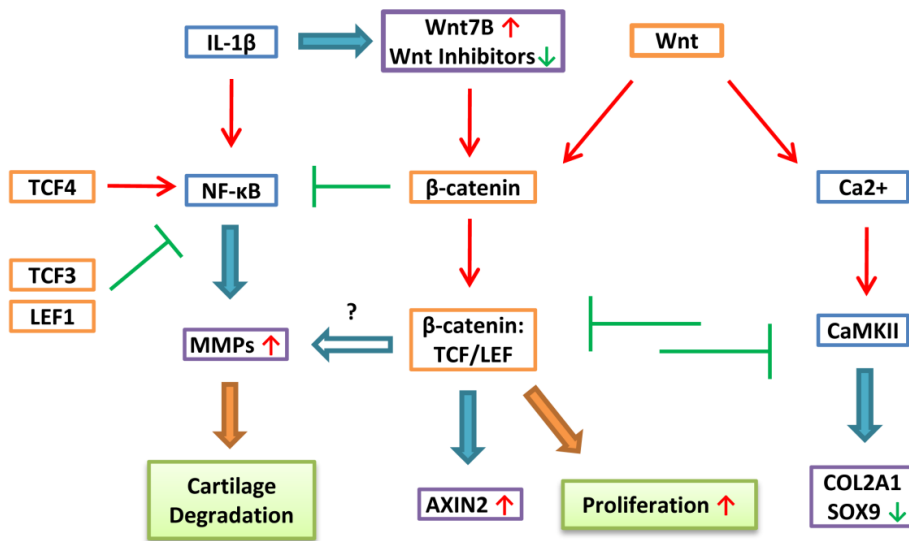 IL-1β
Wnt7B ↑
Wnt Inhibitors ↓
Wnt
TCF4
NF-κB
β-catenin
Ca2+
TCF3
LEF1
?
MMPs ↑
β-catenin:
TCF/LEF
CaMKII
Cartilage
Degradation
AXIN2 ↑
Proliferation ↑
COL2A1
SOX9 ↓